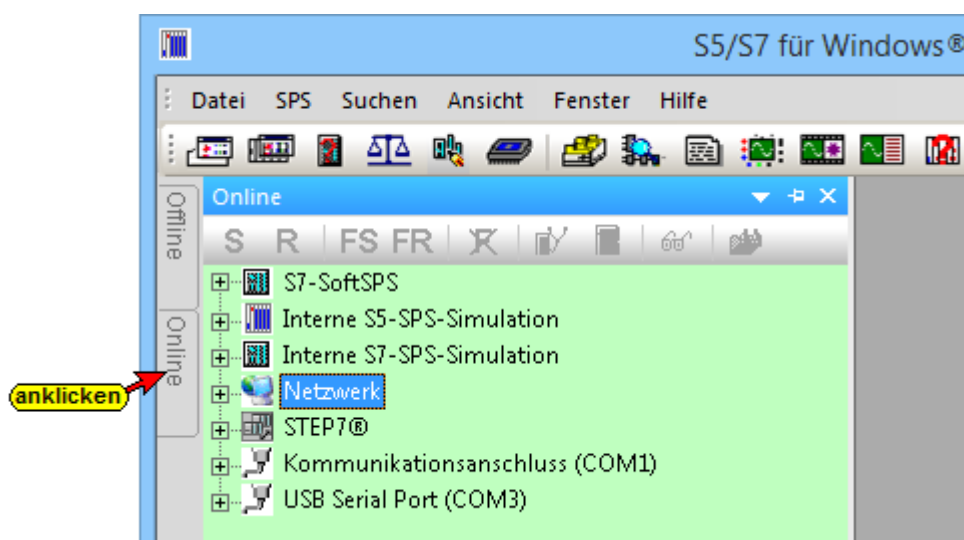 S5/S7 für Windows®
Datei SPS Suchen Ansicht Fenster Hilfe
Offline
Online
Online
S R FS FR
S7-SoftSPS
Interne S5-SPS-Simulation
Interne S7-SPS-Simulation
anklicken
Netzwerk
STEP7®
Kommunikationsanschluss (COM1)
USB Serial Port (COM3)